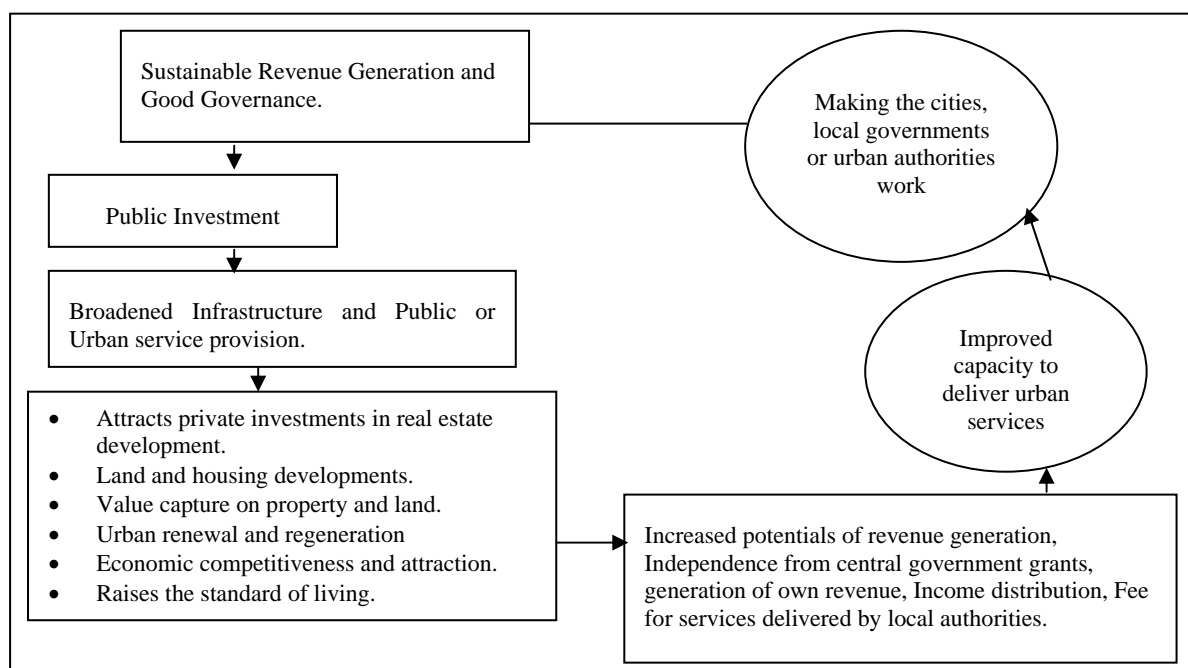 Sustainable Revenue Generation and
Good Governance.
Public Investment
Broadened Infrastructure and Public or
Urban service provision.
• Attracts private investments in real estate
development.
• Land and housing developments.
• Value capture on property and land.
• Urban renewal and regeneration
• Economic competitiveness and attraction.
• Raises the standard of living.
Increased potentials of revenue generation,
Independence from central government grants,
generation of own revenue, Income distribution, Fee
for services delivered by local authorities.
Improved
capacity to
deliver urban
services
Making the cities,
local governments
or urban authorities
work